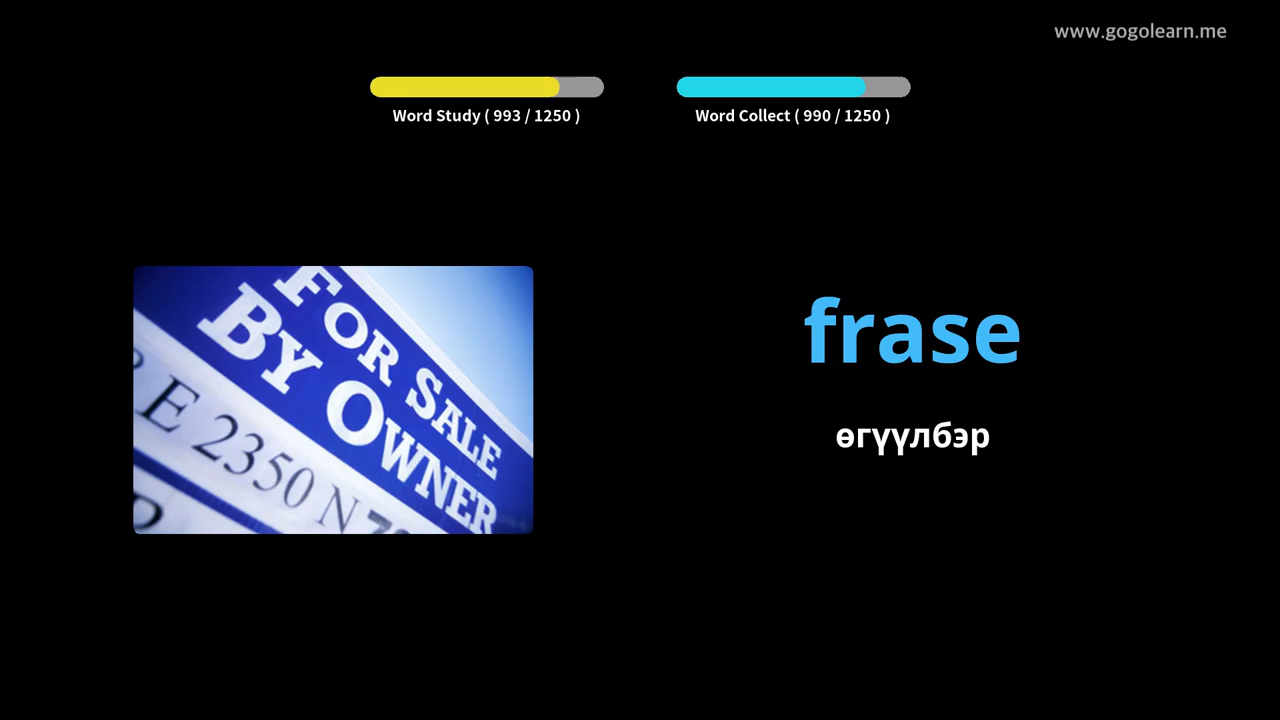 www.gogolearn.me
Word Study ( 993 / 1250 )
Word Collect ( 990 / 1250 )
FOR SALE
BY OWNER
E 2350 N
frase
өгүүлбэр